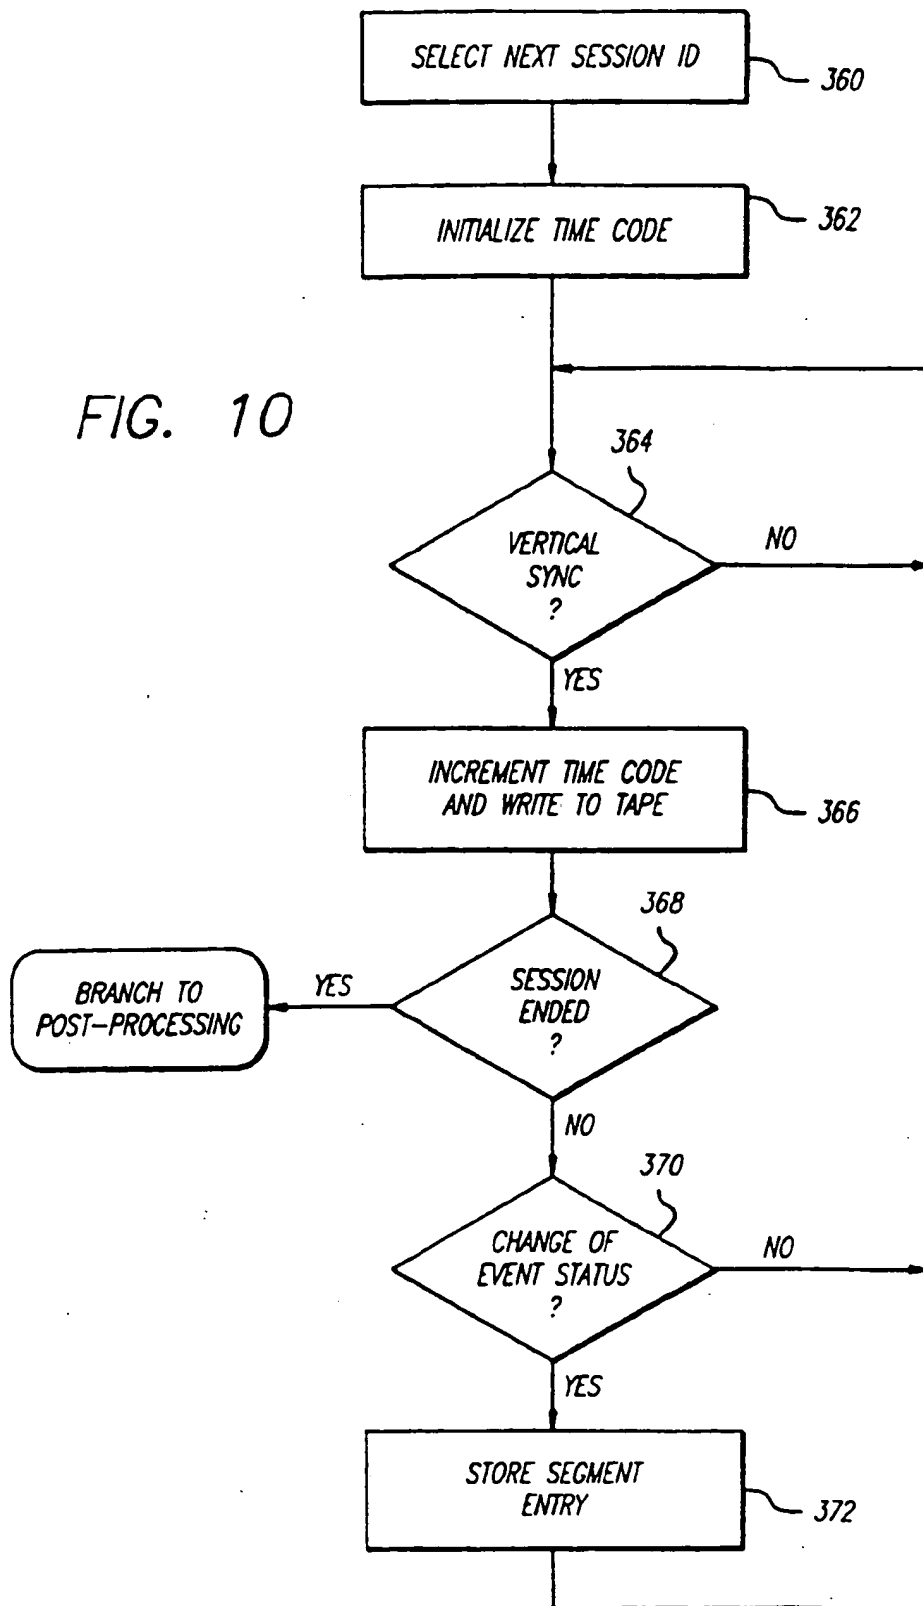 SELECT NEXT SESSION ID
360
INITIALIZE TIME CODE
362
FIG. 10
364
VERTICAL
SYNC
?
NO
YES
INCREMENT TIME CODE
AND WRITE TO TAPE
366
368
SESSION
ENDED
?
YES
BRANCH TO
POST-PROCESSING
NO
370
CHANGE OF
EVENT STATUS
?
NO
YES
STORE SEGMENT
ENTRY
372